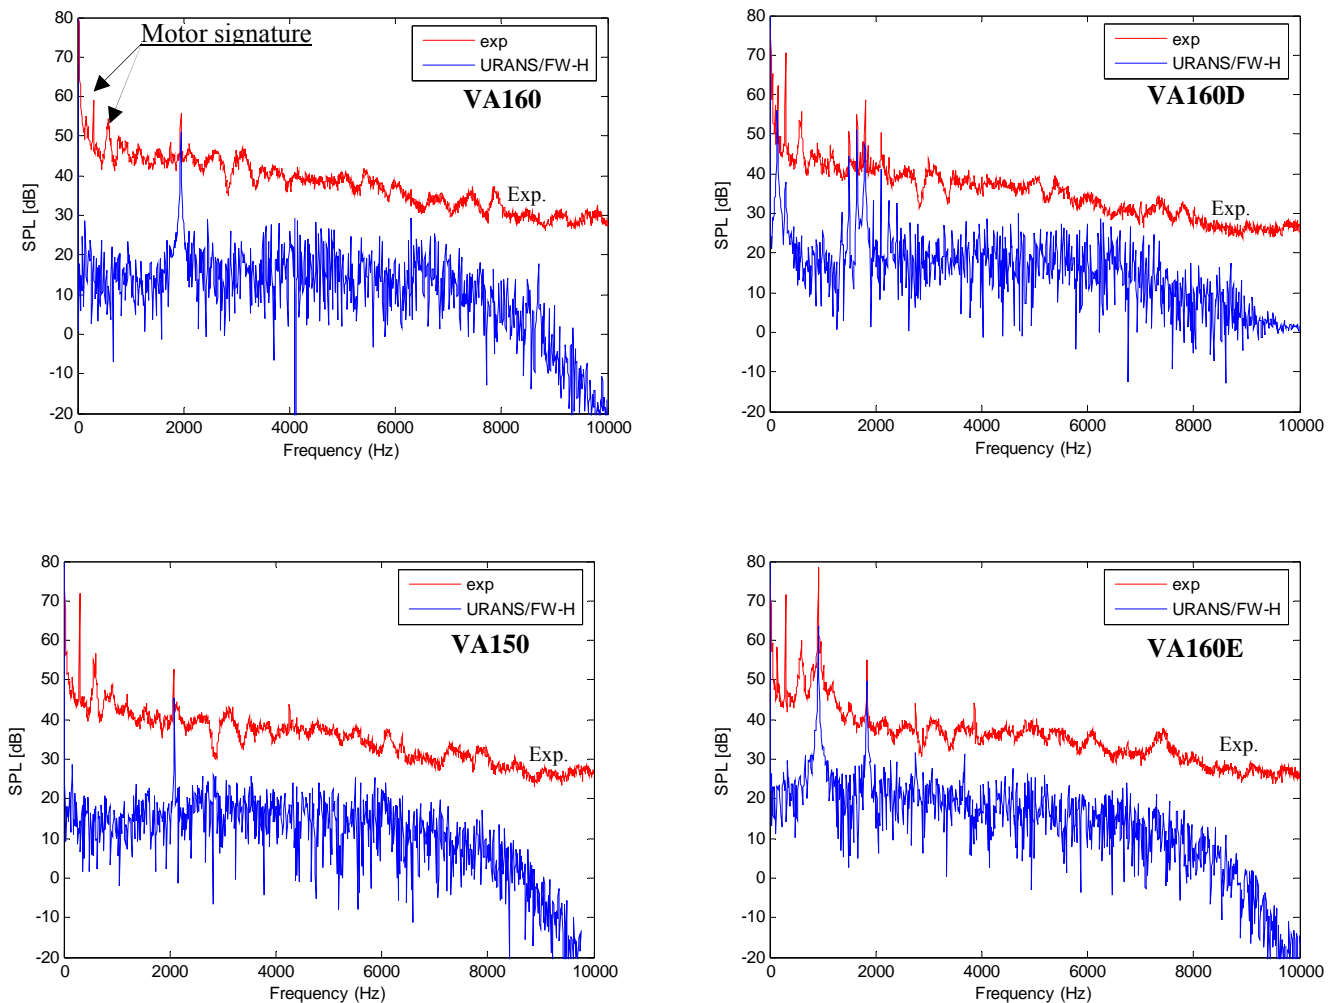 80
70
60
50
40
30
20
10
0
-10
-20
SPL [dB]
Motor signature
exp
URANS/FW-H
VA160
Exp.
0
2000
4000
6000
8000
10000
Frequency (Hz)
80
70
60
50
40
30
20
10
0
-10
-20
SPL [dB]
exp
URANS/FW-H
VA160D
Exp.
0
2000
4000
6000
8000
10000
Frequency (Hz)
80
70
60
50
40
30
20
10
0
-10
-20
SPL [dB]
exp
URANS/FW-H
VA150
Exp.
0
2000
4000
6000
8000
10000
Frequency (Hz)
80
70
60
50
40
30
20
10
0
-10
-20
SPL [dB]
exp
URANS/FW-H
VA160E
Exp.
0
2000
4000
6000
8000
10000
Frequency (Hz)